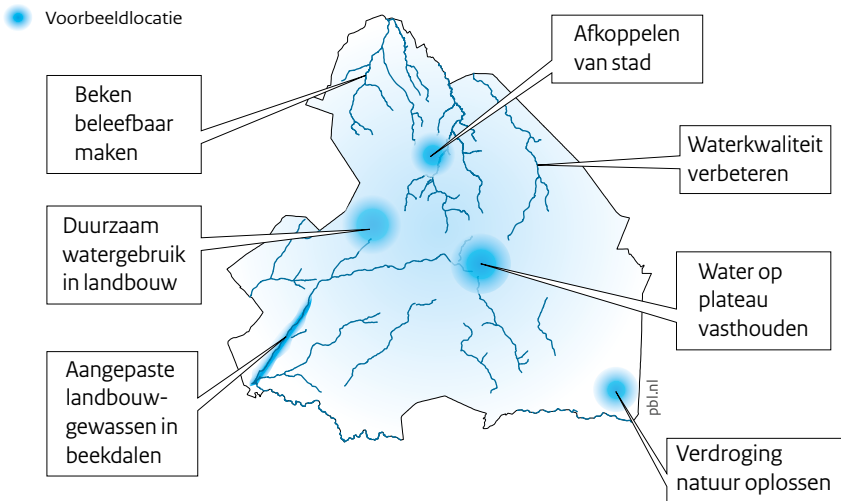 Voorbeeldlocatie
Afkoppelen
van stad
Beken
beleefbaar
maken
Waterkwaliteit
verbeteren
Duurzaam
watergebruik
in landbouw
Water op
plateau
vasthouden
Aangepaste
landbouw-
gewassen in
beekdalen
pbl.nl
Verdroging
natuur oplossen